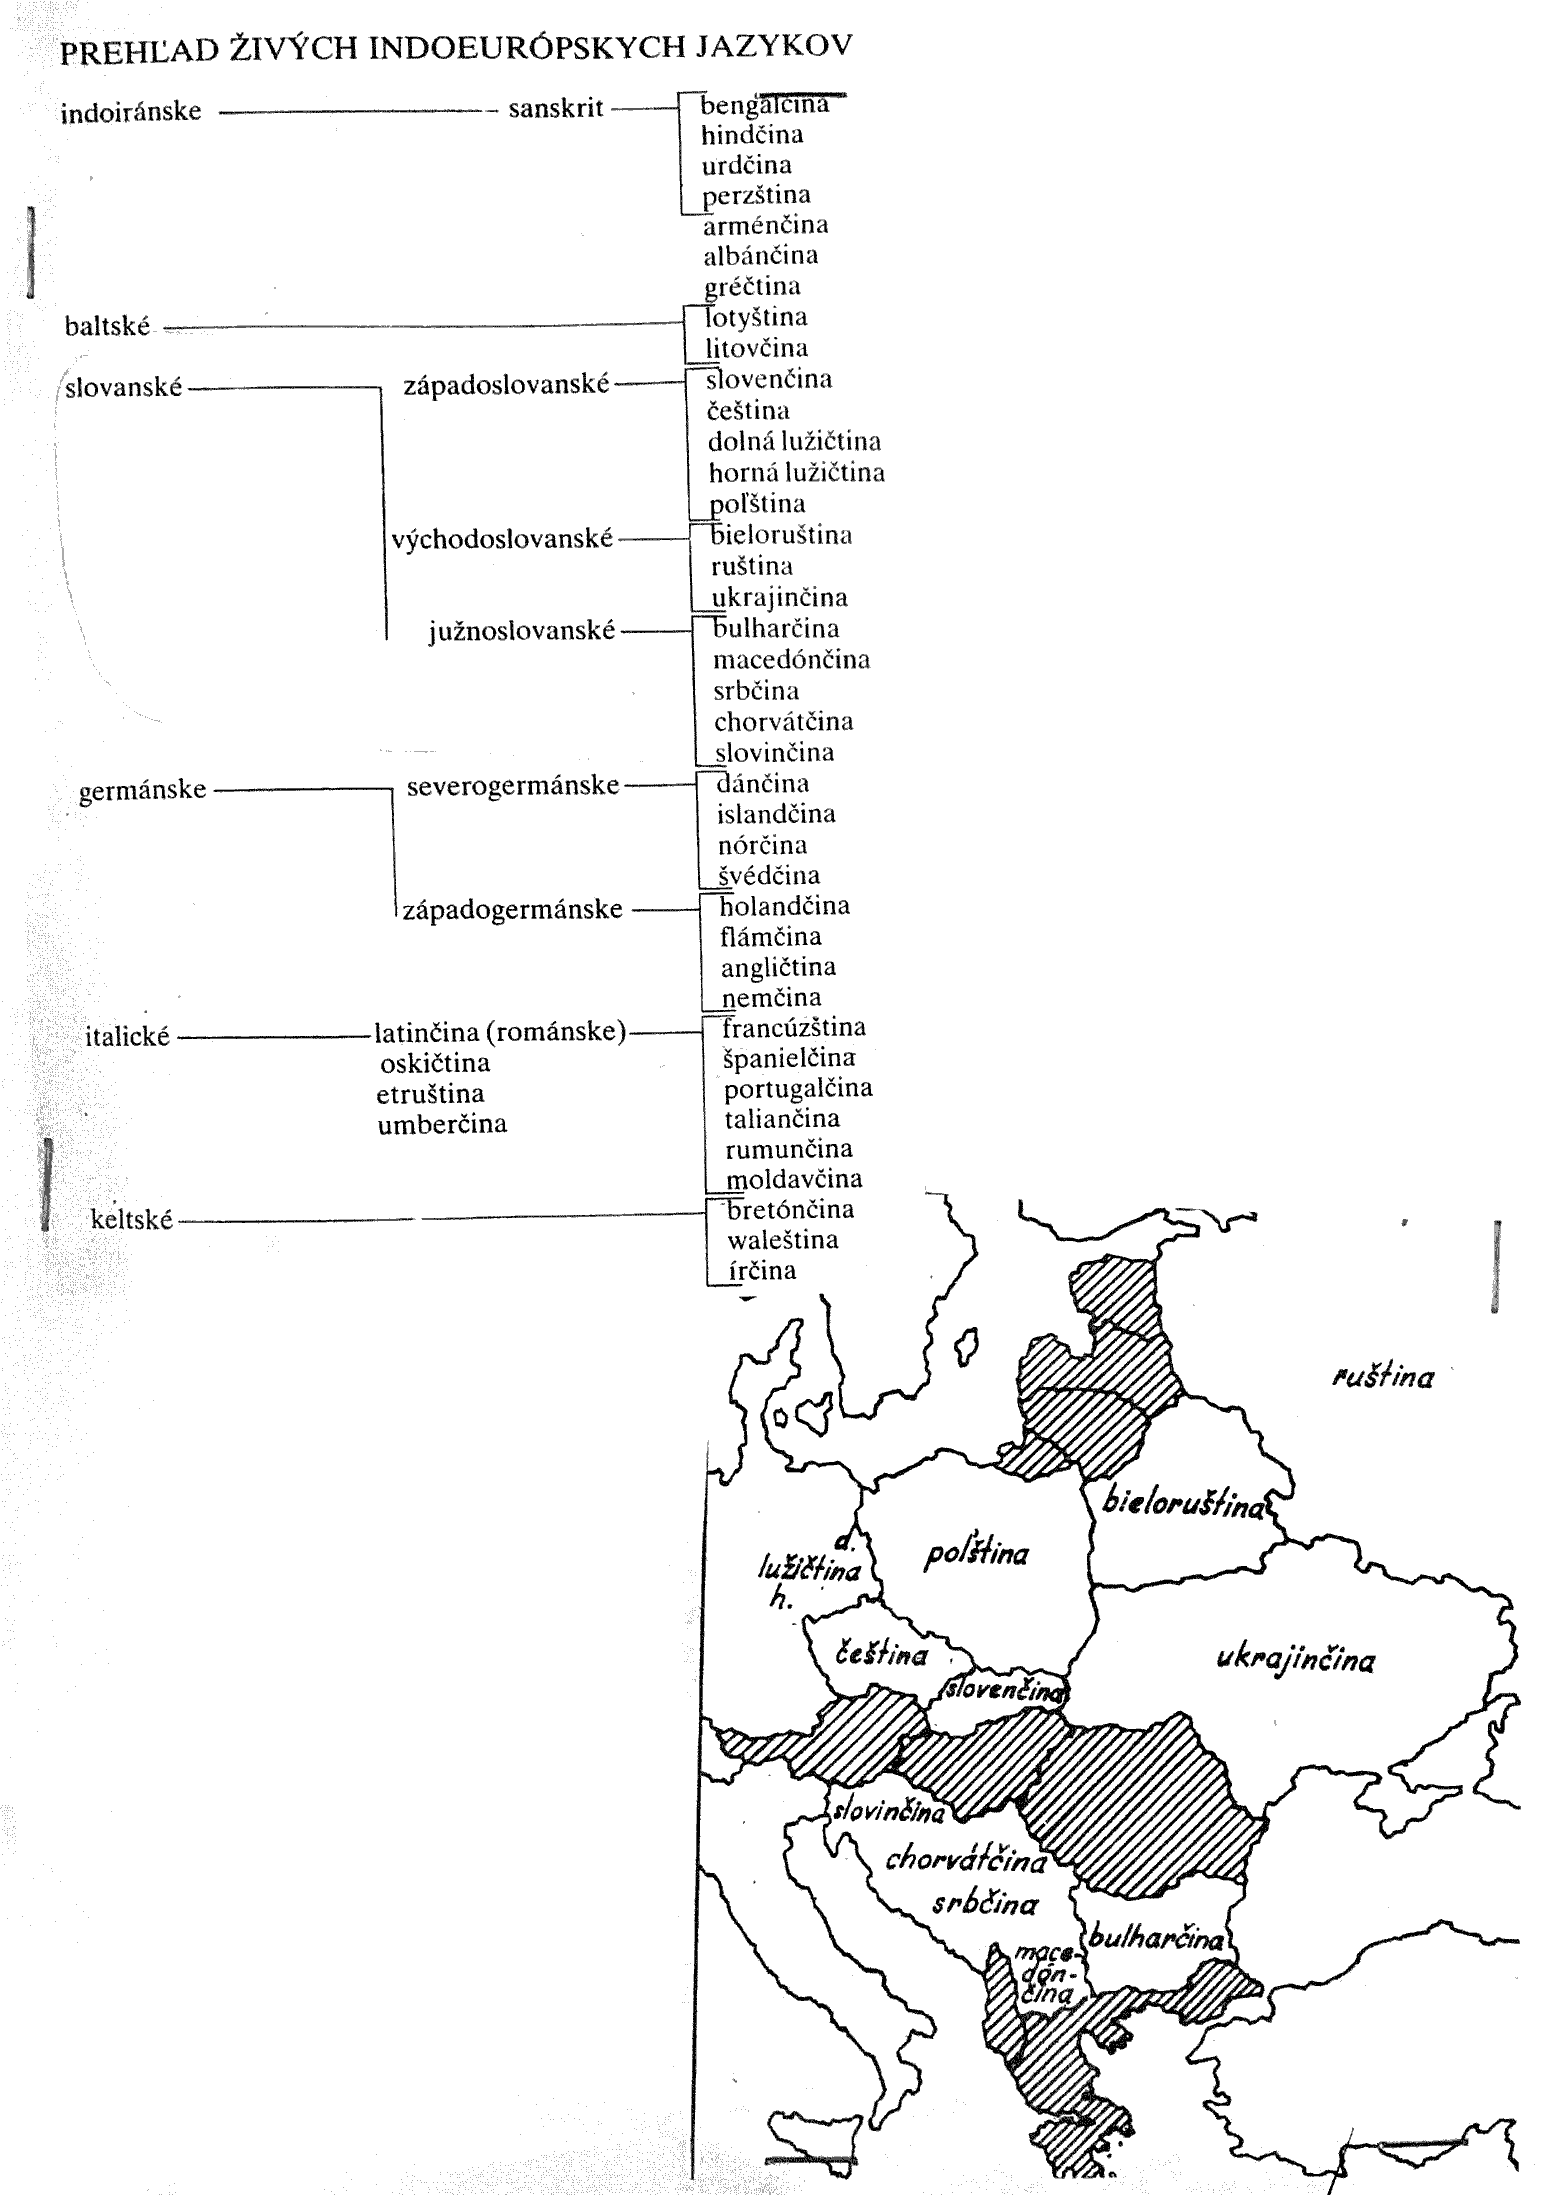 PREHĽAD ŽIVÝCH INDOEURÓPSKYCH JAZYKOV
indoiránske sanskrit bengálčina
hindčina
urdčina
perzština
arménčina
albánčina
gréčtina
baltské lotyština
litovčina
slovanské západoslovanské slovenčina
čeština
dolná lužičtina
horná lužičtina
poľština
východoslovanské bieloruština
ruština
ukrajinčina
južnoslovanské bulharčina
macedónčina
srbčina
chorvátčina
slovinčina
germánske severogermánske dánčina
islandčina
nórčina
švédčina
západogermánske holandčina
flámčina
angličtina
nemčina
italické latinčina (románske) francúzština
oskičtina španielčina
etruština portugalčina
umberčina taliančina
rumunčina
moldavčina
keltské bretónčina
waleština
írčina
ruština
bieloruština
poľština
d.
lužičtina
h.
čeština
ukrajinčina
slovenčina
slovinčina
chorvátčina
srbčina
bulharčina
mace-
dón-
čina